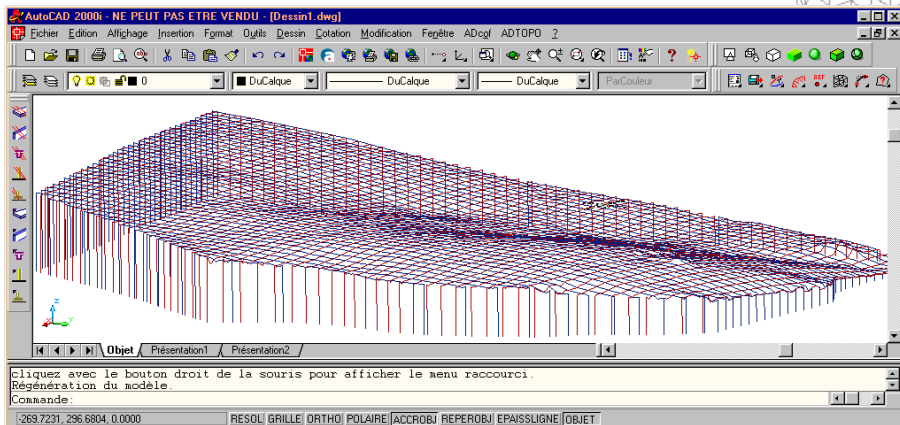 AutoCAD 2000i - NE PEUT PAS ETRE VENDU - [Dessin1.dwg]
Fichier Edition Affichage Insertion Format Outils Dessin Cotation Modification Fenêtre ADcof ADTOPO ?
0 DuCalque DuCalque DuCalque ParCouleur
REF
Z
X Y
Objet Présentation1 Présentation2
cliquez avec le bouton droit de la souris pour afficher le menu raccourci.
Régénération du modèle.
Commande:
-269.7231, 296.6804, 0.0000 RESOL GRILLE ORTHO POLAIRE ACCROBJ REPEROBJ EPAISSLIGNE OBJET